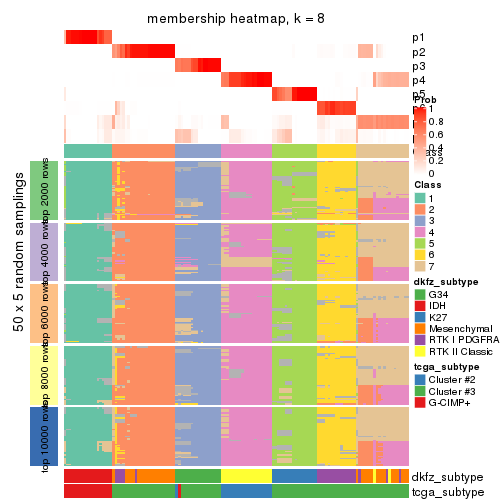 membership heatmap, k = 8
p1
p2
p3
p4
p5
Prob
1
0.8
0.6
0.4
0.2
0
Class
1
2
3
4
5
6
7
dkfz_subtype
G34
IDH
K27
Mesenchymal
RTK I PDGFRA
RTK II Classic
tcga_subtype
Cluster #2
Cluster #3
G-CIMP+
50 x 5 random samplings
top 2000 rows
top 4000 rows
top 6000 rows
top 8000 rows
top 10000 rows
dkfz_subtype
tcga_subtype